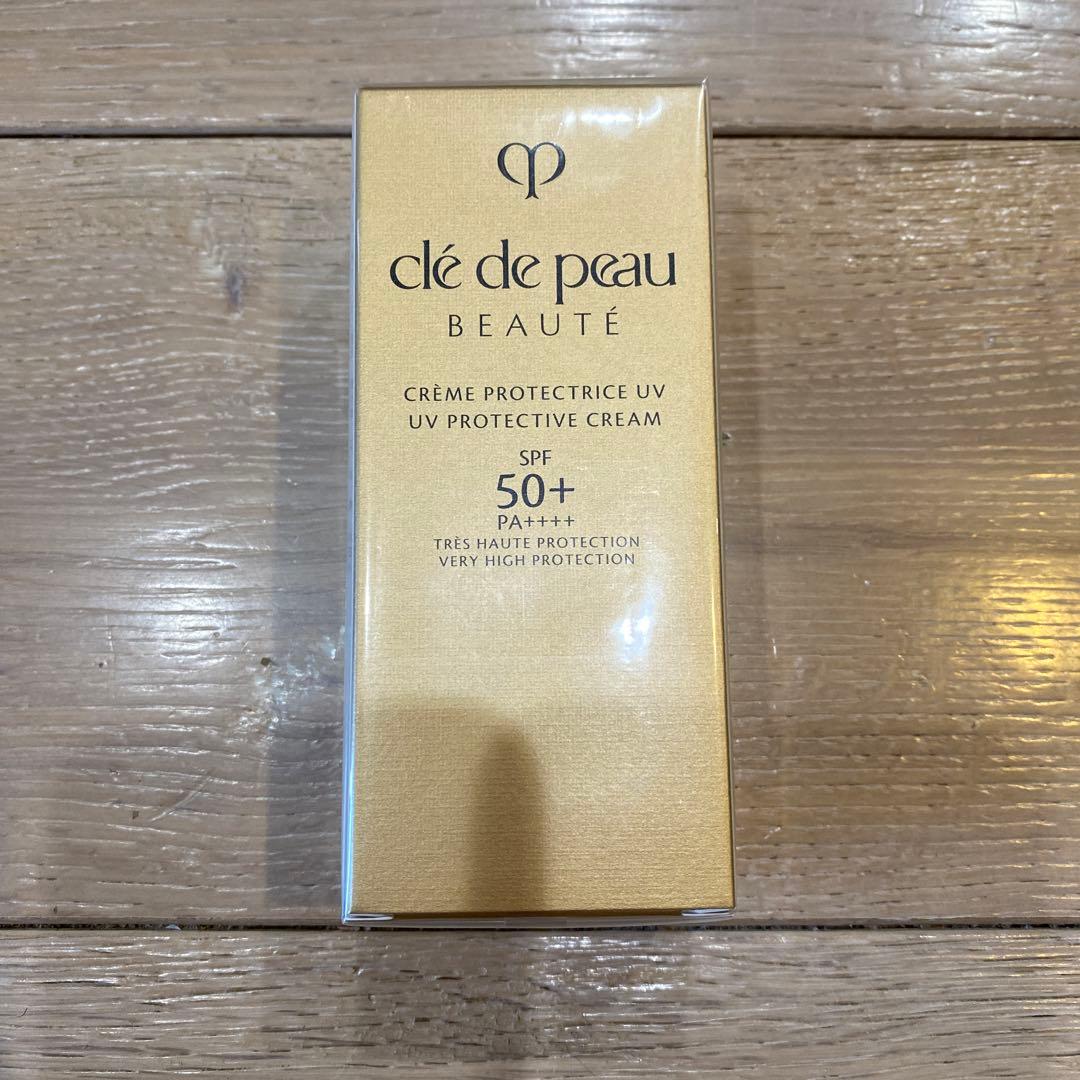 clé de peau
BEAUTÉ
CRÈME PROTECTRICE UV
UV PROTECTIVE CREAM
SPF
50+
PA++++
TRÈS HAUTE PROTECTION
VERY HIGH PROTECTION